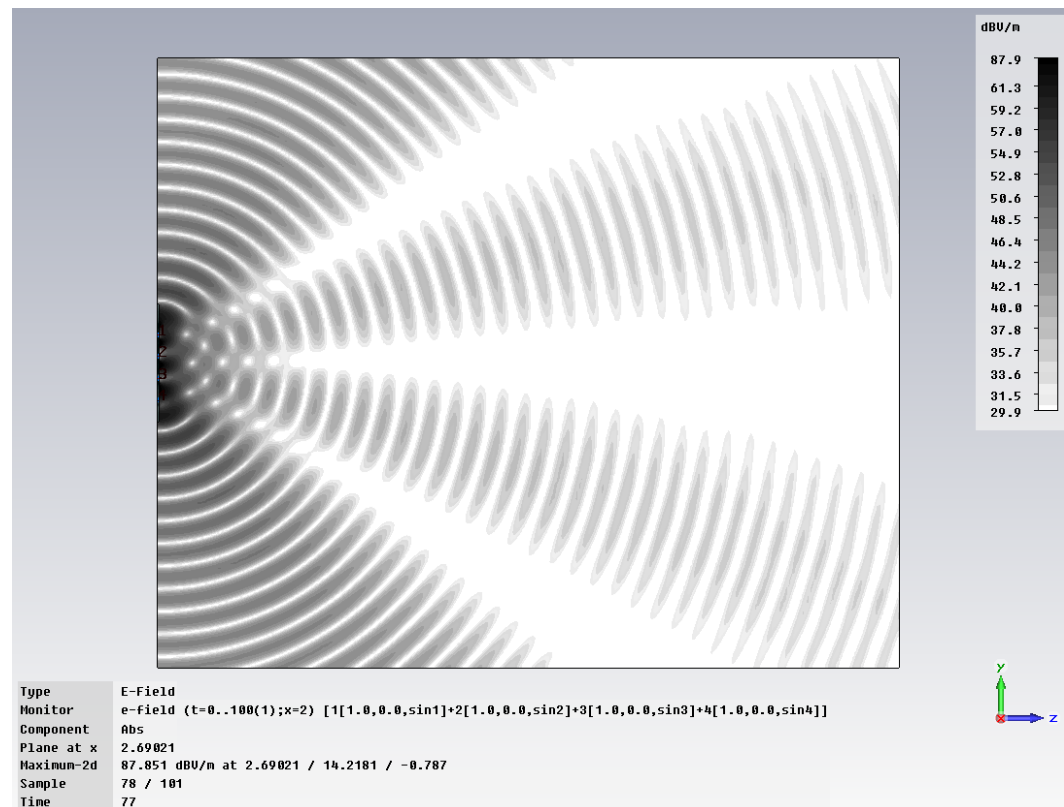 dBV/m
87.9
61.3
59.2
57.0
54.9
52.8
50.6
48.5
46.4
44.2
42.1
40.0
37.8
35.7
33.6
31.5
29.9
y
z
Type E-Field
Monitor e-field (t=0..100(1);x=2) [1[1.0,0.0,sin1]+2[1.0,0.0,sin2]+3[1.0,0.0,sin3]+4[1.0,0.0,sin4]]
Component Abs
Plane at x 2.69021
Maximum-2d 87.851 dBV/m at 2.69021 / 14.2181 / -0.787
Sample 78 / 101
Time 77